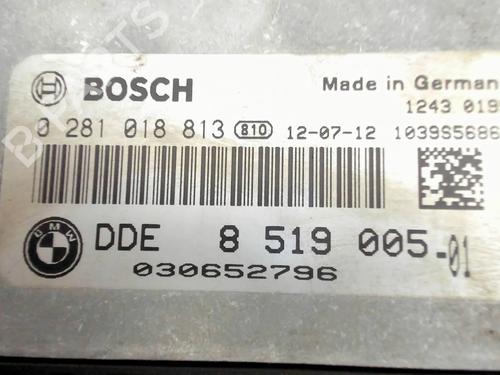 BOSCH
Made in German
1243 019
0 281 018 813 810 12-07-12 1039S5686
BMW
DDE 8 519 005-01
030652796